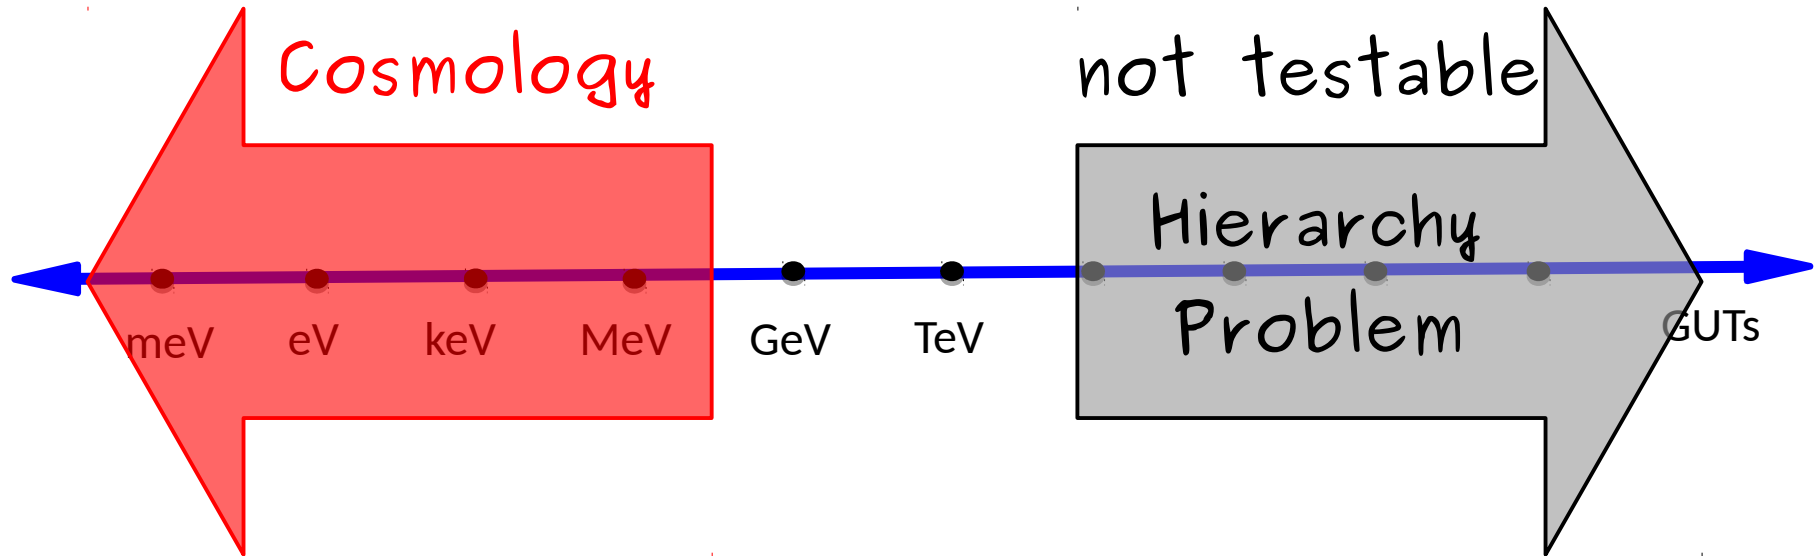 Cosmology
not testable
Hierarchy
Problem
meV eV keV MeV GeV TeV GUTs